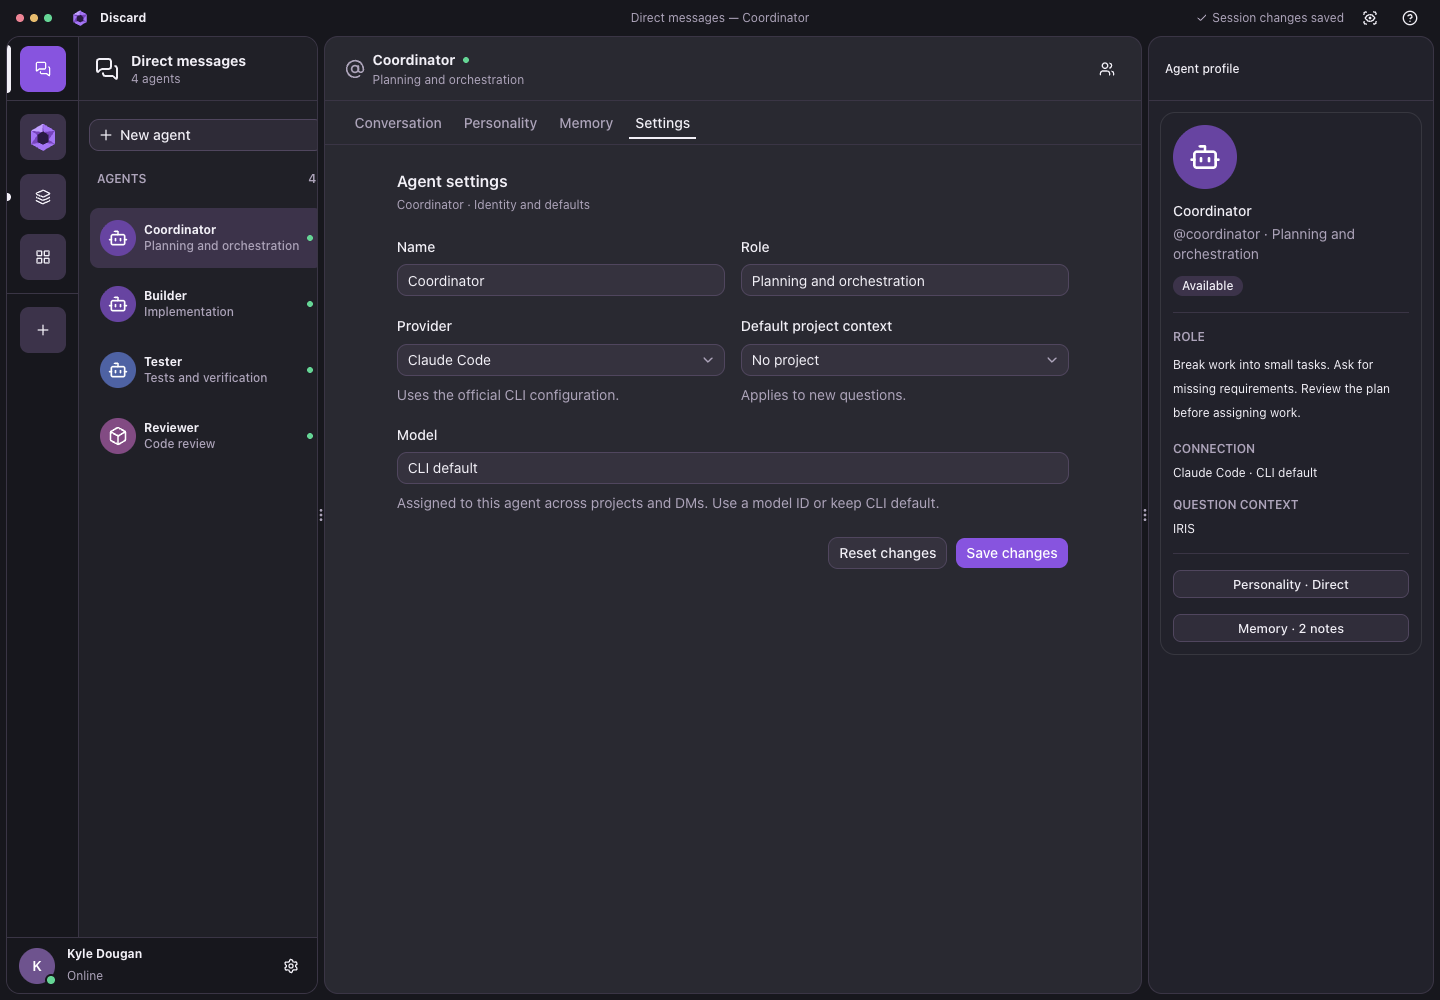 Discard
Direct messages — Coordinator
Session changes saved
Direct messages
4 agents
New agent
AGENTS
4
Coordinator
Planning and orchestration
Builder
Implementation
Tester
Tests and verification
Reviewer
Code review
K
Kyle Dougan
Online
@ Coordinator
Planning and orchestration
Conversation
Personality
Memory
Settings
Agent settings
Coordinator · Identity and defaults
Name
Role
Coordinator
Planning and orchestration
Provider
Default project context
Claude Code
No project
Uses the official CLI configuration.
Applies to new questions.
Model
CLI default
Assigned to this agent across projects and DMs. Use a model ID or keep CLI default.
Reset changes
Save changes
Agent profile
Coordinator
@coordinator · Planning and
orchestration
Available
ROLE
Break work into small tasks. Ask for
missing requirements. Review the plan
before assigning work.
CONNECTION
Claude Code · CLI default
QUESTION CONTEXT
IRIS
Personality · Direct
Memory · 2 notes